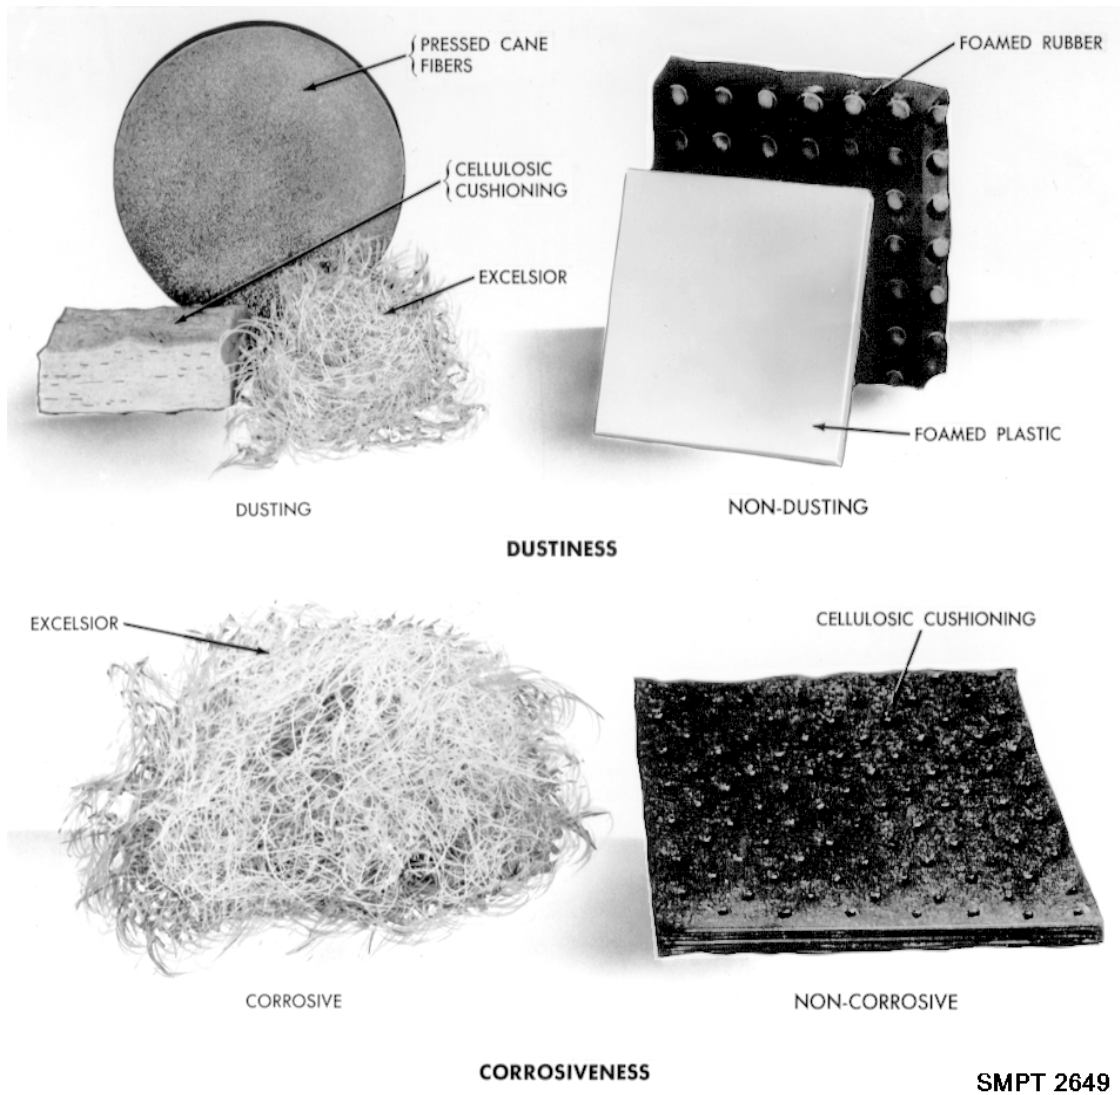 PRESSED CANE
FIBERS
FOAMED RUBBER
CELLULOSIC
CUSHIONING
EXCELSIOR
FOAMED PLASTIC
DUSTING
NON-DUSTING
DUSTINESS
EXCELSIOR
CELLULOSIC CUSHIONING
CORROSIVE
NON-CORROSIVE
CORROSIVENESS
SMPT 2649